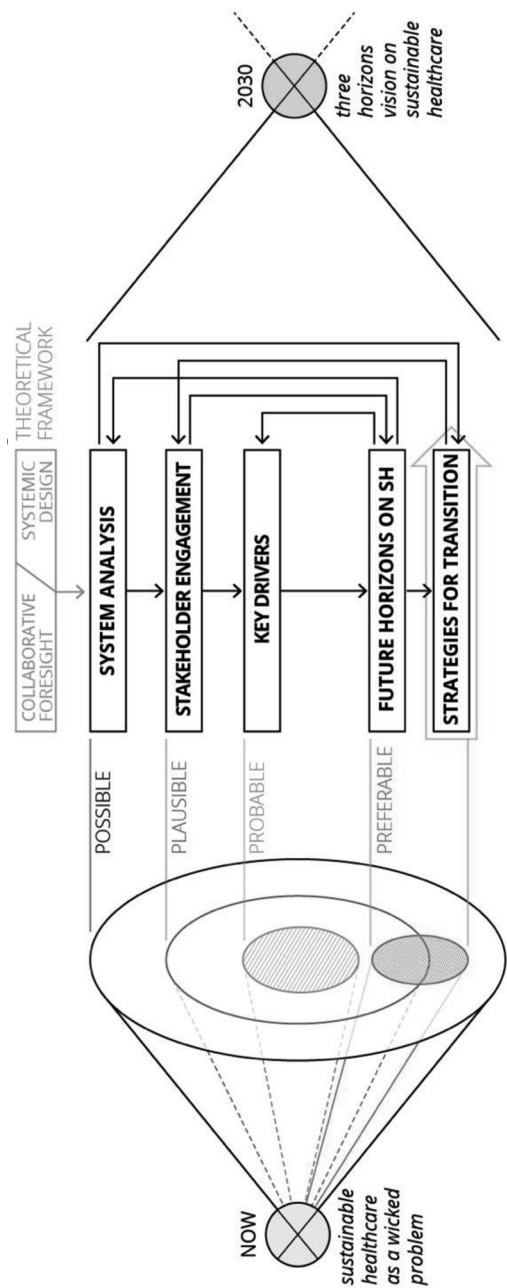 COLLABORATIVE
FORESIGHT
SYSTEMIC
DESIGN
THEORETICAL
FRAMEWORK
POSSIBLE
SYSTEM ANALYSIS
PLAUSIBLE
STAKEHOLDER ENGAGEMENT
PROBABLE
KEY DRIVERS
PREFERABLE
FUTURE HORIZONS ON SH
STRATEGIES FOR TRANSITION
NOW
sustainable
healthcare
as a wicked
problem
2030
three
horizons
vision on
sustainable
healthcare